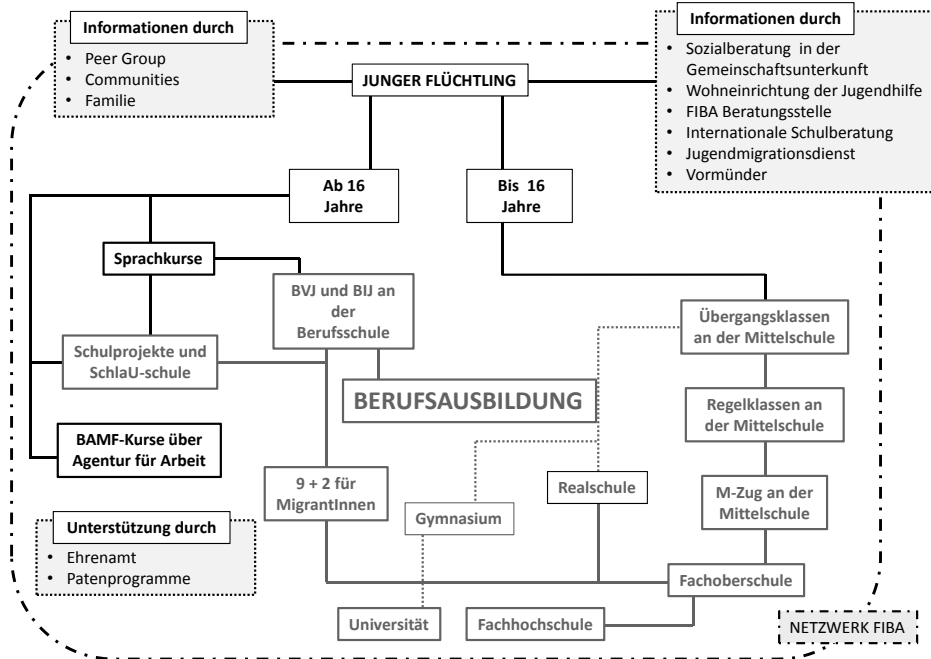 Informationen durch
• Peer Group
• Communities
• Familie
JUNGER FLÜCHTLING
Informationen durch
• Sozialberatung in der
Gemeinschaftsunterkunft
• Wohneinrichtung der Jugendhilfe
• FIBA Beratungsstelle
• Internationale Schulberatung
• Jugendmigrationsdienst
• Vormünder
Ab 16
Jahre
Bis 16
Jahre
Sprachkurse
BVJ und BIJ an
der
Berufsschule
Übergangsklassen
an der Mittelschule
Schulprojekte und
SchlaU-schule
BERUFSAUSBILDUNG
Regelklassen an
der Mittelschule
BAMF-Kurse über
Agentur für Arbeit
9 + 2 für
MigrantInnen
Gymnasium
Realschule
M-Zug an der
Mittelschule
Unterstützung durch
• Ehrenamt
• Patenprogramme
Fachoberschule
Universität
Fachhochschule
NETZWERK FIBA